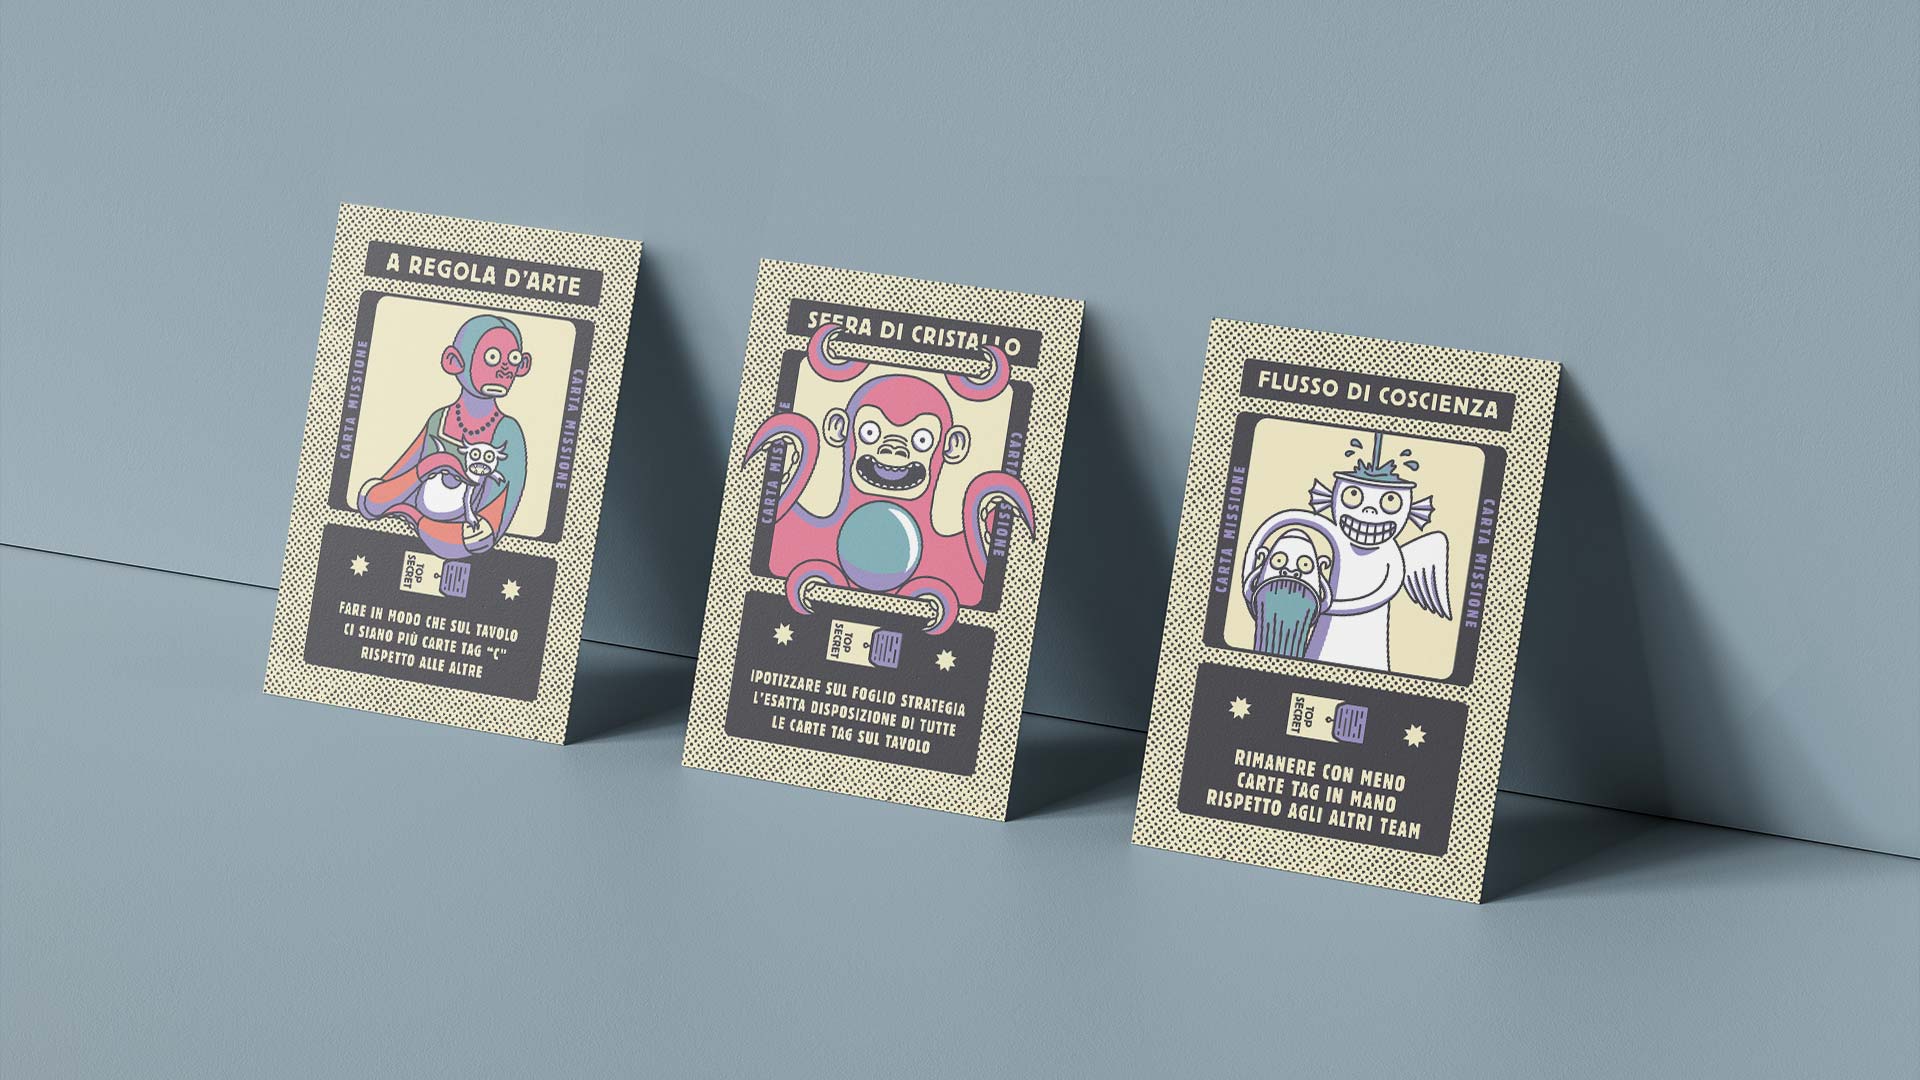 A REGOLA D'ARTE
CARTA MISSIONE
CARTA MISSIONE
TOP
SECRET
FARE IN MODO CHE SUL TAVOLO
CI SIANO PIÙ CARTE TAG "C"
RISPETTO ALLE ALTRE
SFERA DI CRISTALLO
CARTA MISSIONE
CARTA MISSIONE
TOP
SECRET
IPOTIZZARE SUL FOGLIO STRATEGIA
L'ESATTA DISPOSIZIONE DI TUTTE
LE CARTE TAG SUL TAVOLO
FLUSSO DI COSCIENZA
CARTA MISSIONE
CARTA MISSIONE
TOP
SECRET
RIMANERE CON MENO
CARTE TAG IN MANO
RISPETTO AGLI ALTRI TEAM